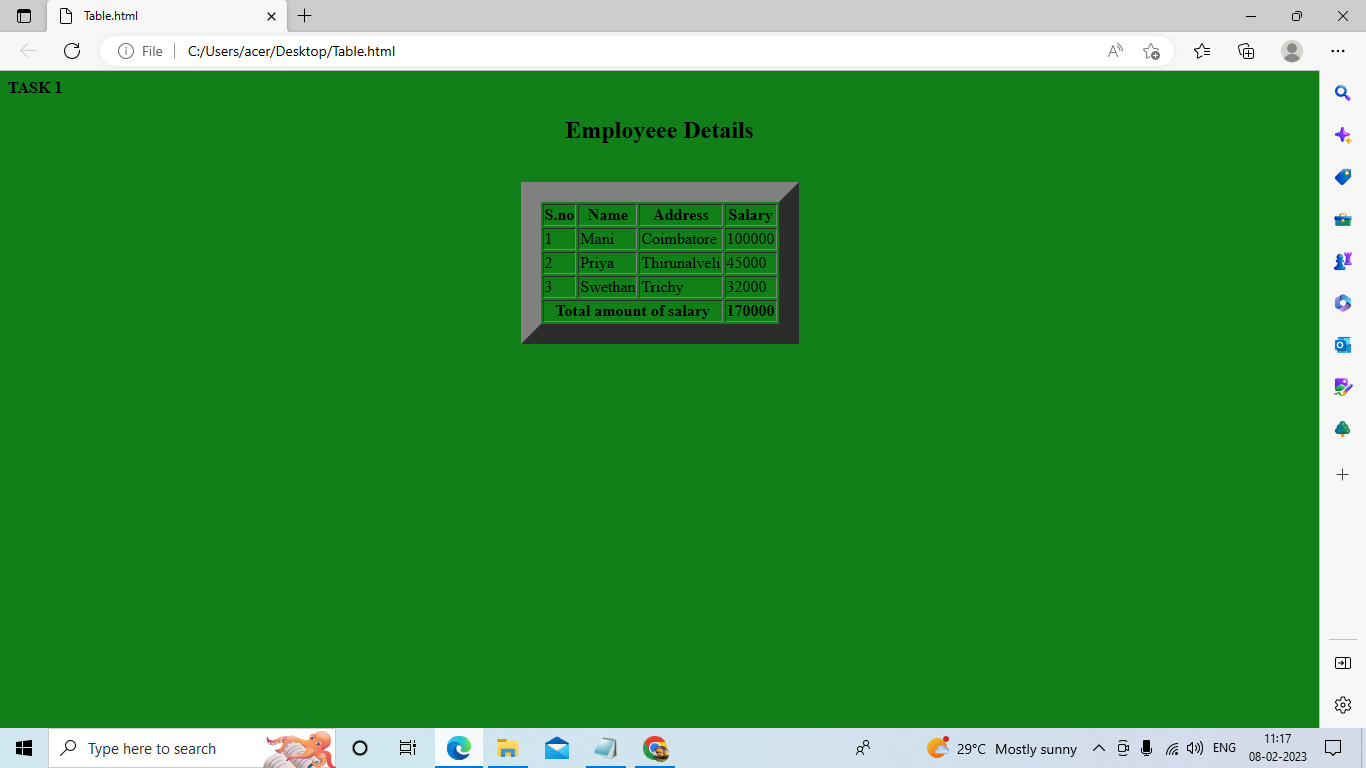 Table.html
File
C:/Users/acer/Desktop/Table.html
TASK 1
Employeee Details
S.no Name Address Salary
1 Mani Coimbatore 100000
2 Priya Thirunalveli 45000
3 Swethan Trichy 32000
Total amount of salary 170000
Type here to search
29°C Mostly sunny
ENG
11:17
08-02-2023